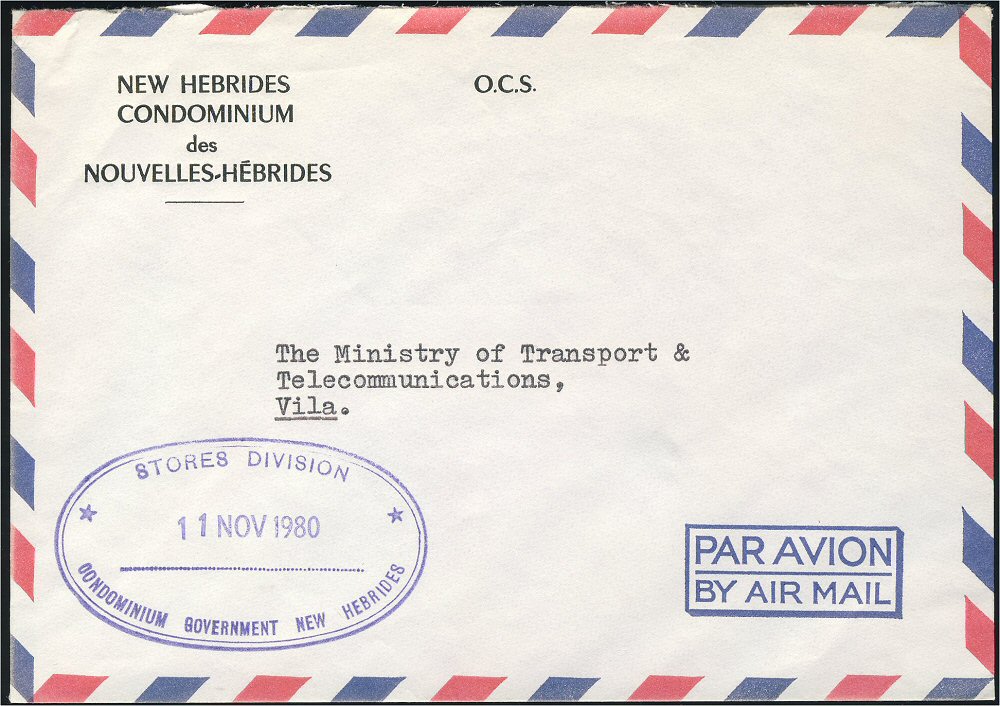 NEW HEBRIDES
CONDOMINIUM
des
NOUVELLES-HÉBRIDES
O.C.S.
The Ministry of Transport &
Telecommunications,
Vila.
STORES DIVISION
11 NOV 1980
CONDOMINIUM GOVERNMENT NEW HEBRIDES
PAR AVION
BY AIR MAIL